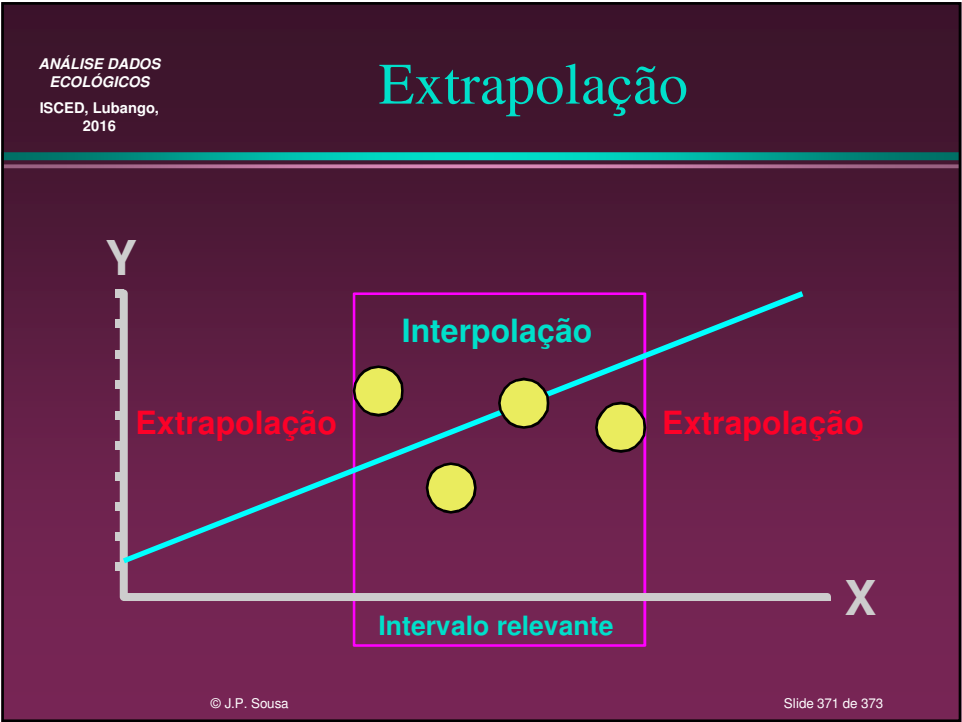 ANÁLISE DADOS
ECOLÓGICOS
ISCED, Lubango,
2016
Extrapolação
Y
Interpolação
Extrapolação
Extrapolação
X
Intervalo relevante
© J.P. Sousa
Slide 371 de 373